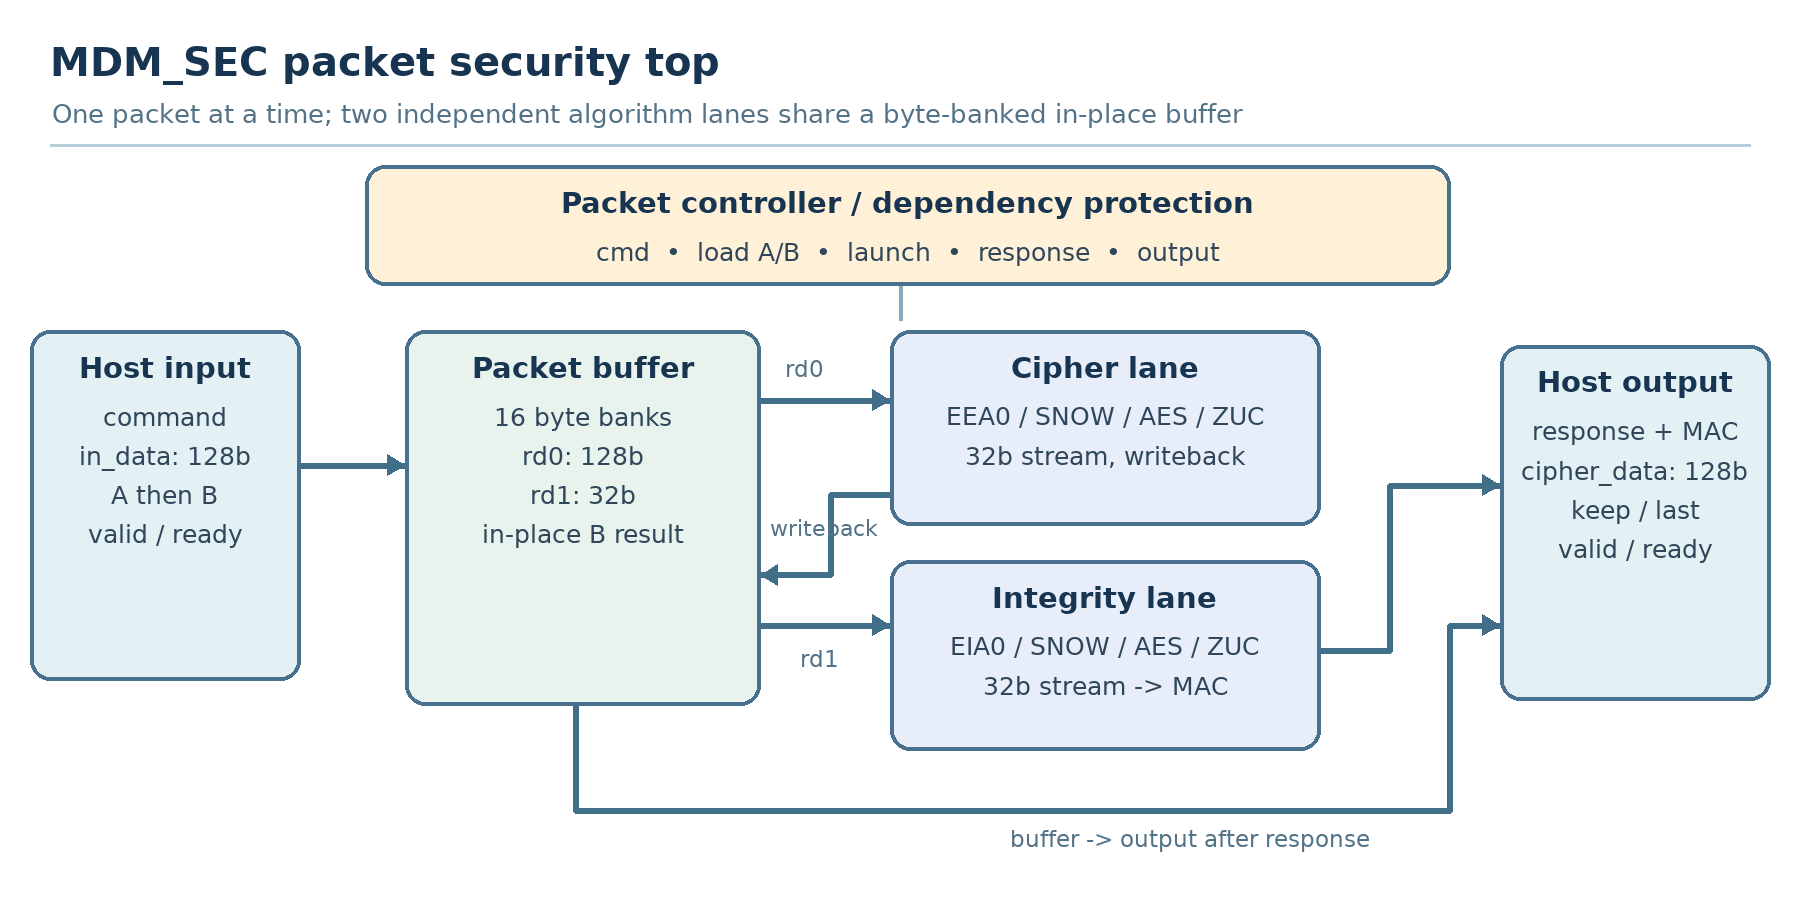 MDM_SEC packet security top
One packet at a time; two independent algorithm lanes share a byte-banked in-place buffer
Packet controller / dependency protection
cmd • load A/B • launch • response • output
Host input
command
in_data: 128b
A then B
valid / ready
Packet buffer
16 byte banks
rd0: 128b
rd1: 32b
in-place B result
rd0
writeback
rd1
Cipher lane
EEA0 / SNOW / AES / ZUC
32b stream, writeback
Integrity lane
EIA0 / SNOW / AES / ZUC
32b stream -> MAC
Host output
response + MAC
cipher_data: 128b
keep / last
valid / ready
buffer -> output after response